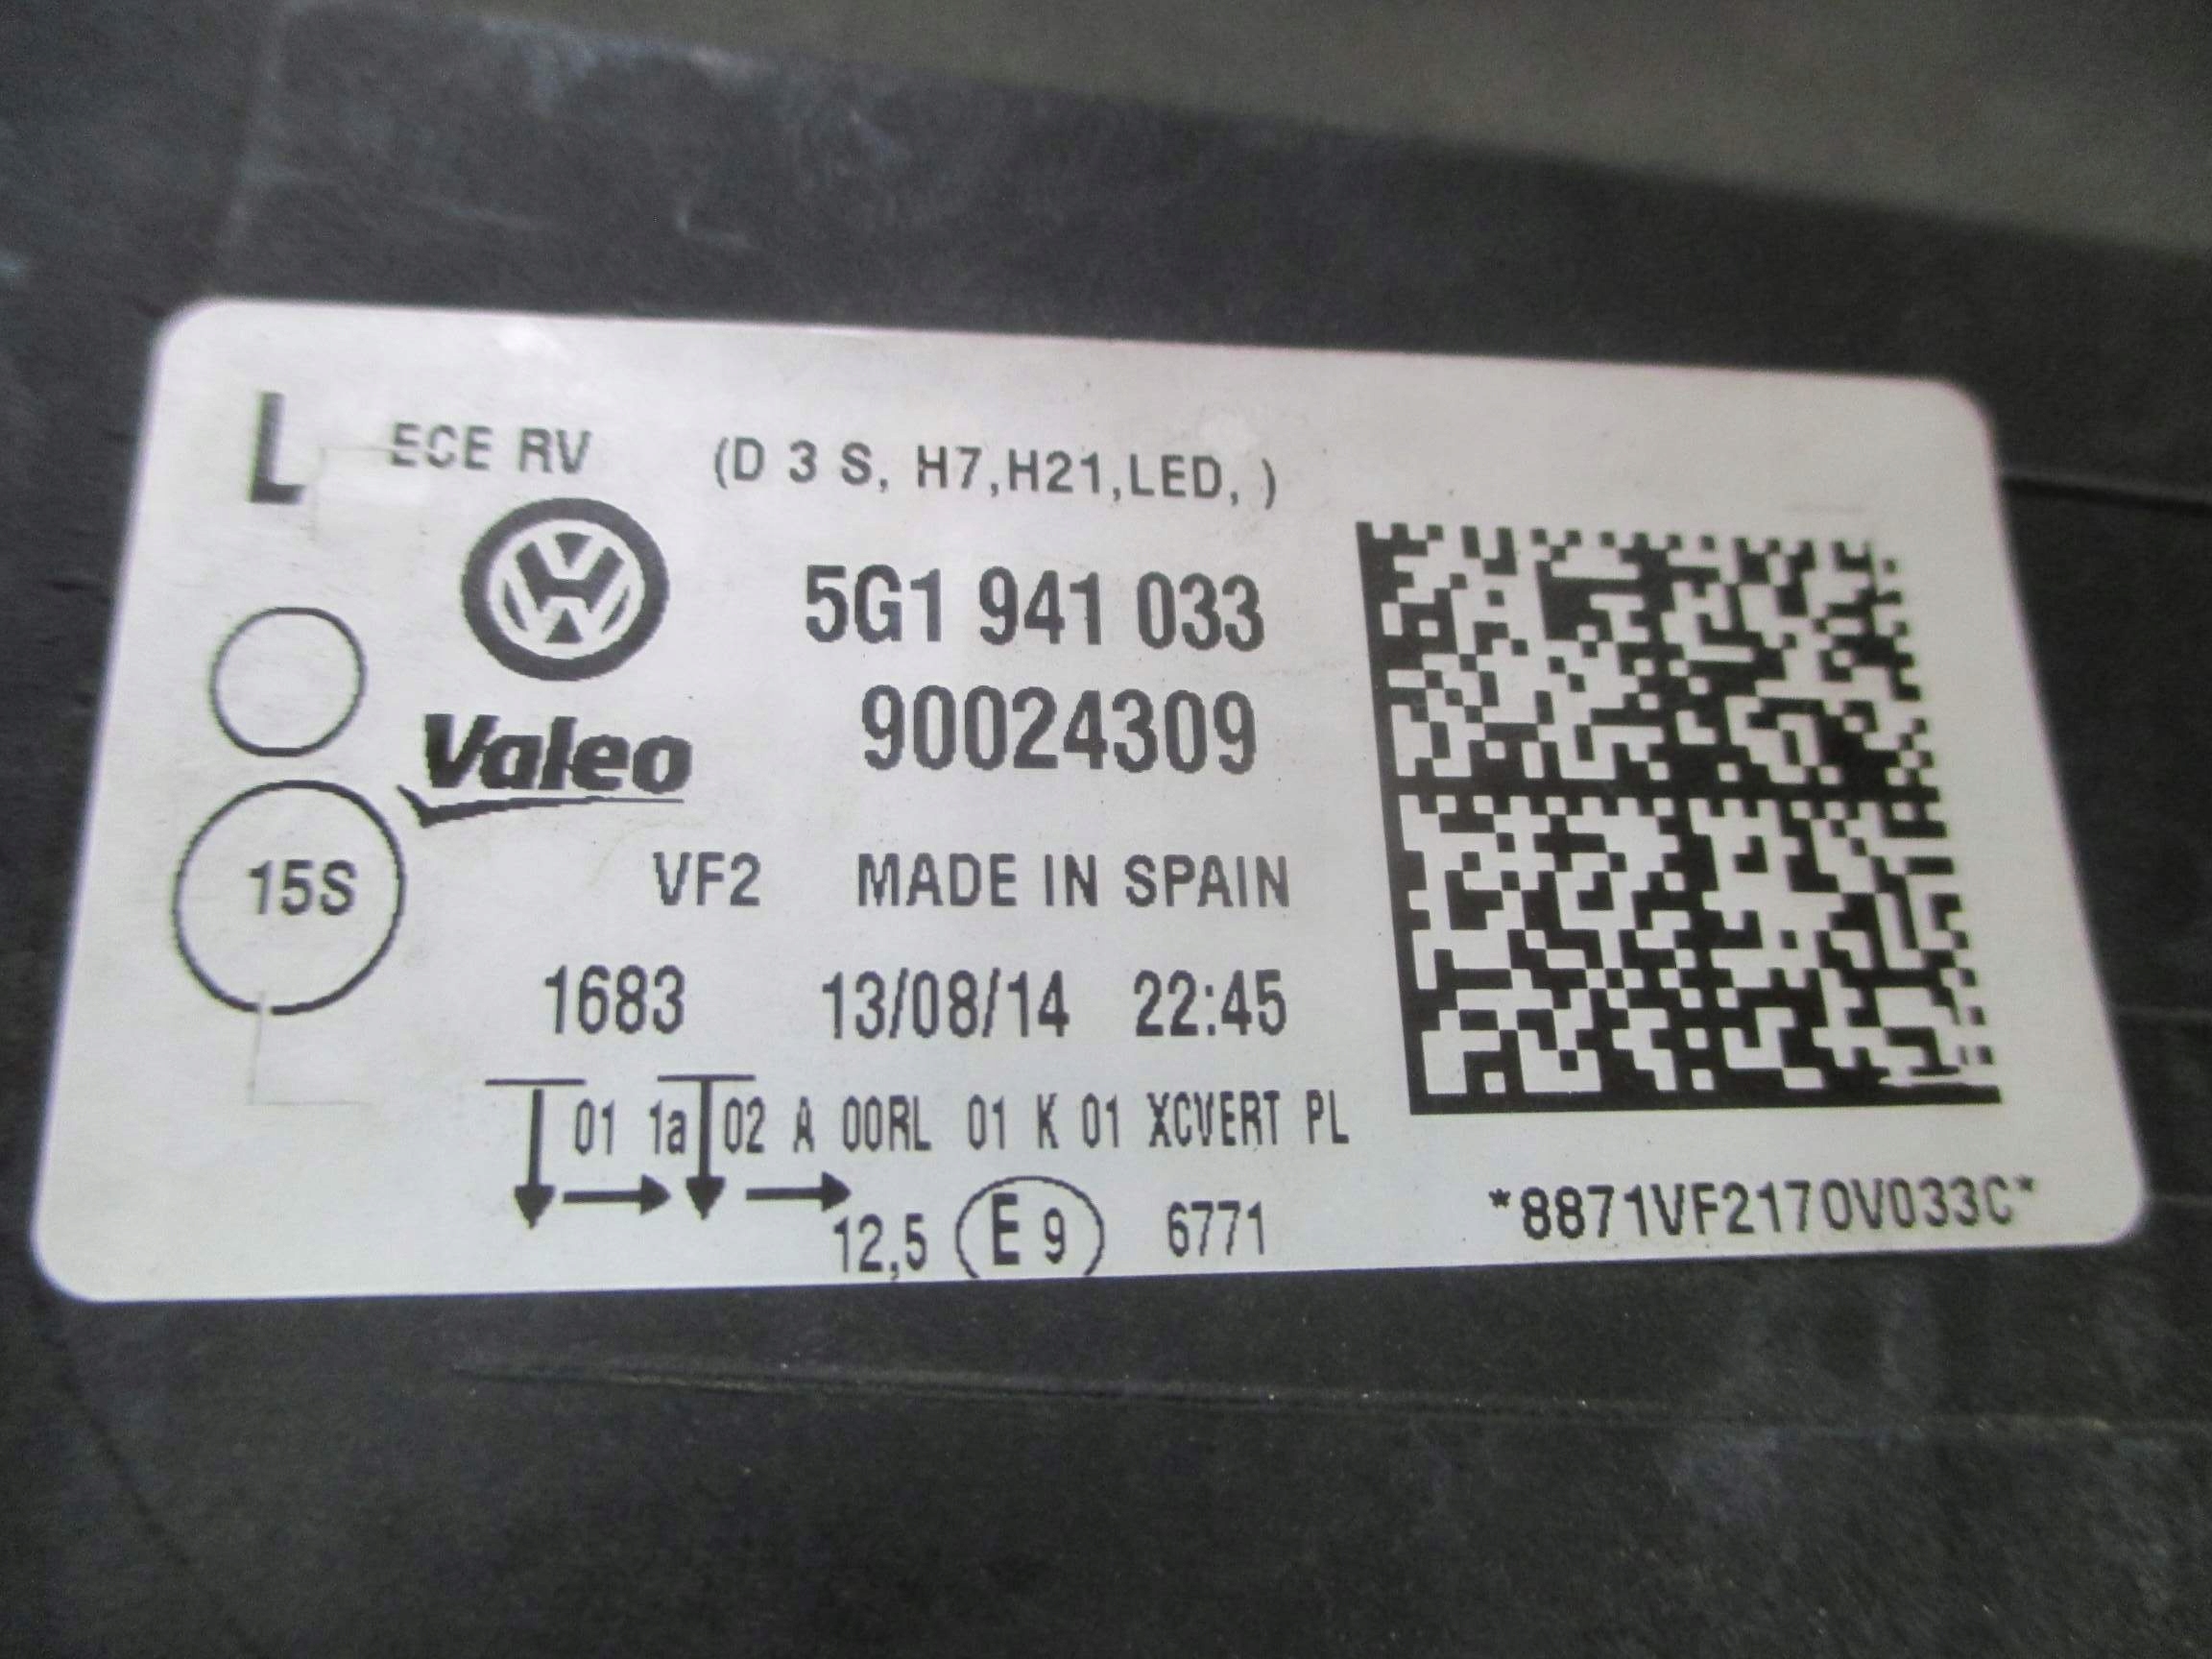 L ECE RV (D 3 S, H7,H21,LED, )
5G1 941 033
Valeo 90024309
15S
VF2 MADE IN SPAIN
1683 13/08/14 22:45
01 1a 02 A 00RL 01 K 01 XCVERT PL
12,5 E 9 6771
*8871VF2170V033C*